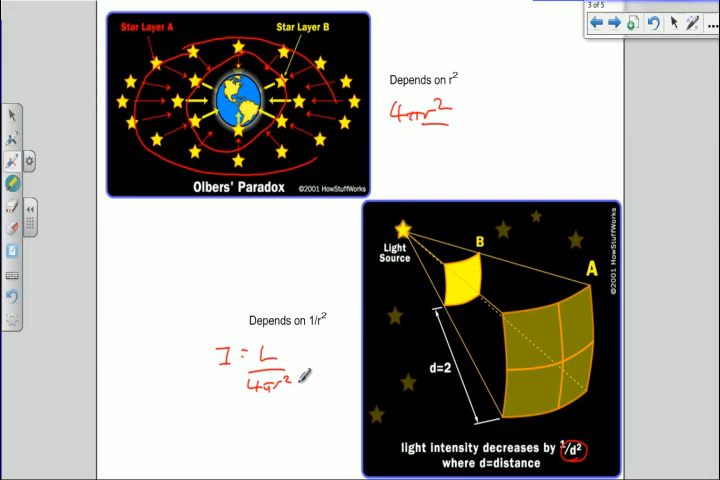 3 of 5
Star Layer A
Star Layer B
Olbers' Paradox
©2001 HowStuffWorks
Depends on r²
4πr²
Light
Source
B
A
d=2
light intensity decreases by 1/d²
where d=distance
©2001 HowStuffWorks
Depends on 1/r²
I = L
4πr²